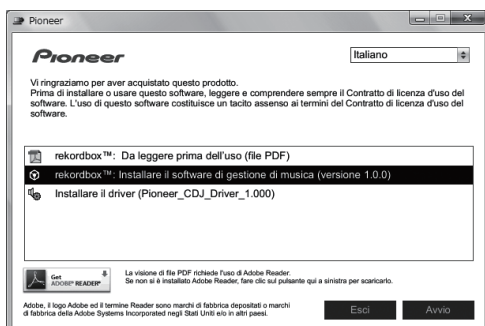 Pioneer
Pioneer
Italiano
Vi ringraziamo per aver acquistato questo prodotto.
Prima di installare o usare questo software, leggere e comprendere sempre il Contratto di licenza d'uso del
software. L'uso di questo software costituisce un tacito assenso ai termini del Contratto di licenza d'uso del
software.
rekordbox™: Da leggere prima dell'uso (file PDF)
rekordbox™: Installare il software di gestione di musica (versione 1.0.0)
Installare il driver (Pioneer_CDJ_Driver_1.000)
Get
ADOBE® READER®
La visione di file PDF richiede l'uso di Adobe Reader.
Se non si è installato Adobe Reader, fare clic sul pulsante qui a sinistra per scaricarlo.
Adobe, il logo Adobe ed il termine Reader sono marchi di fabbrica depositati o marchi
di fabbrica della Adobe Systems Incorporated negli Stati Uniti e/o in altri paesi.
Esci
Avvio